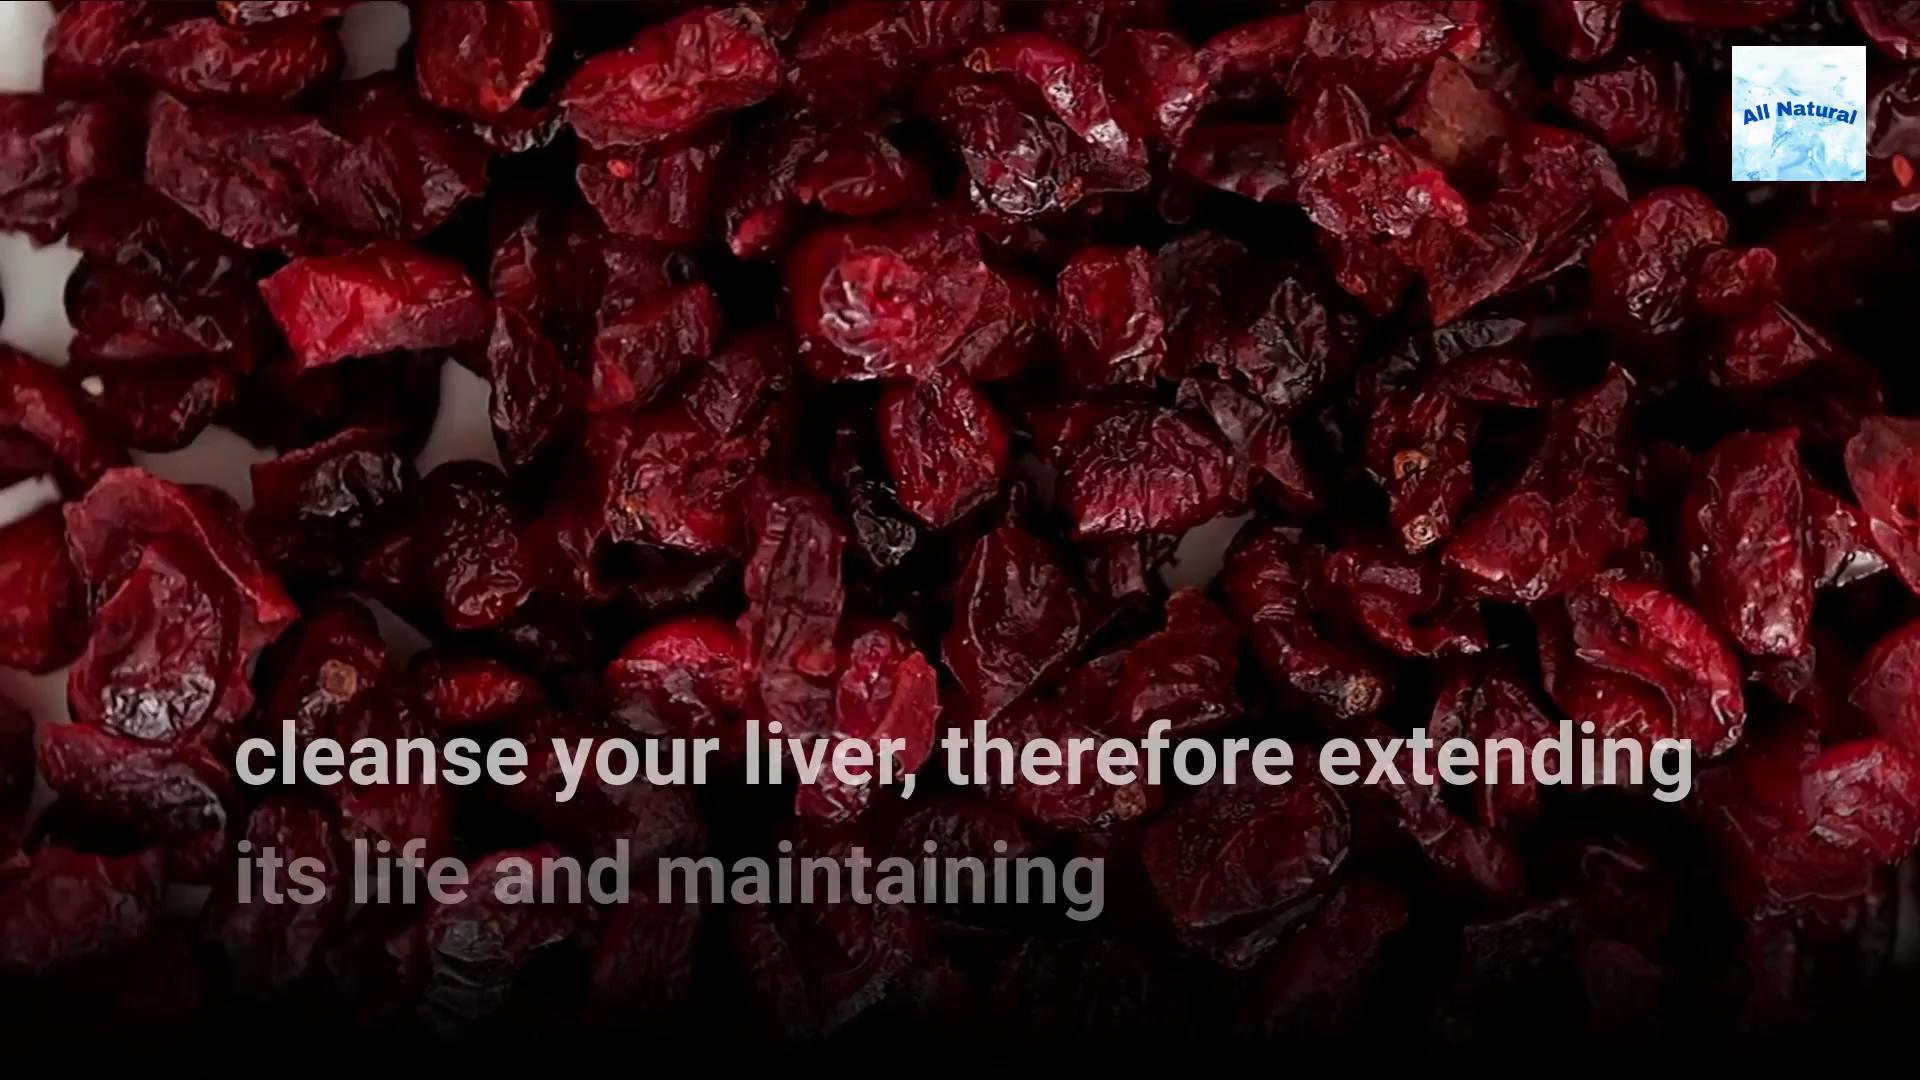 All Natural
cleanse your liver, therefore extending
its life and maintaining